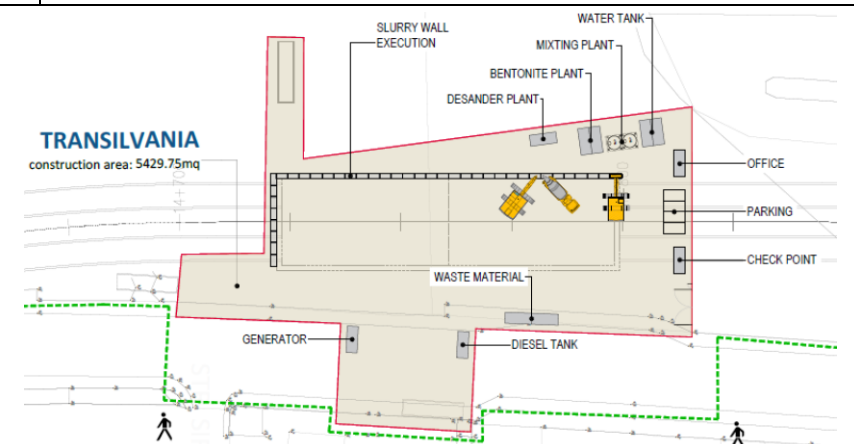 WATER TANK
SLURRY WALL
EXECUTION
MIXTING PLANT
BENTONITE PLANT
DESANDER PLANT
TRANSILVANIA
construction area: 5429.75mq
OFFICE
PARKING
CHECK POINT
WASTE MATERIAL
GENERATOR
DIESEL TANK